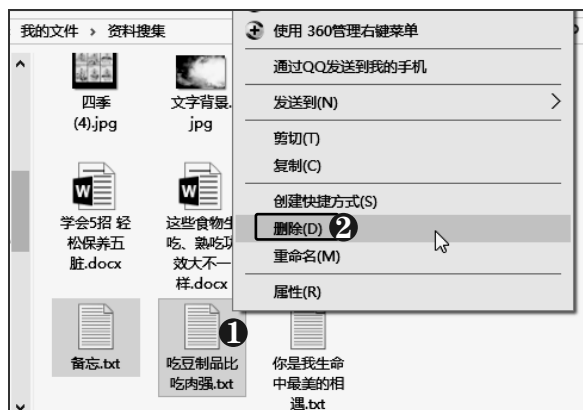 我的文件 › 资料搜集
使用 360管理右键菜单
通过QQ发送到我的手机
发送到(N)
剪切(T)
复制(C)
创建快捷方式(S)
删除(D) ❷
重命名(M)
属性(R)
四季
(4).jpg
文字背景.
jpg
学会5招 轻
松保养五
脏.docx
这些食物生
吃、熟吃功
效大不一
样.docx
❶
备忘.txt
吃豆制品比
吃肉强.txt
你是我生命
中最美的相
遇.txt